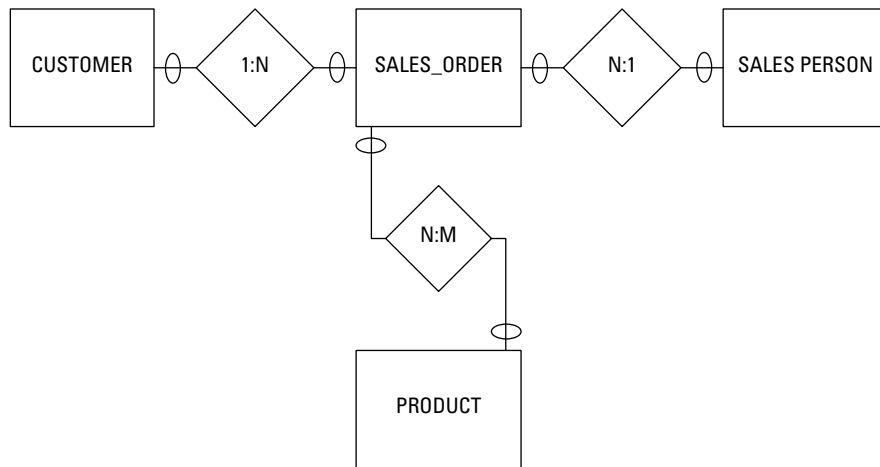 CUSTOMER
1:N
SALES_ORDER
N:1
SALES PERSON
N:M
PRODUCT